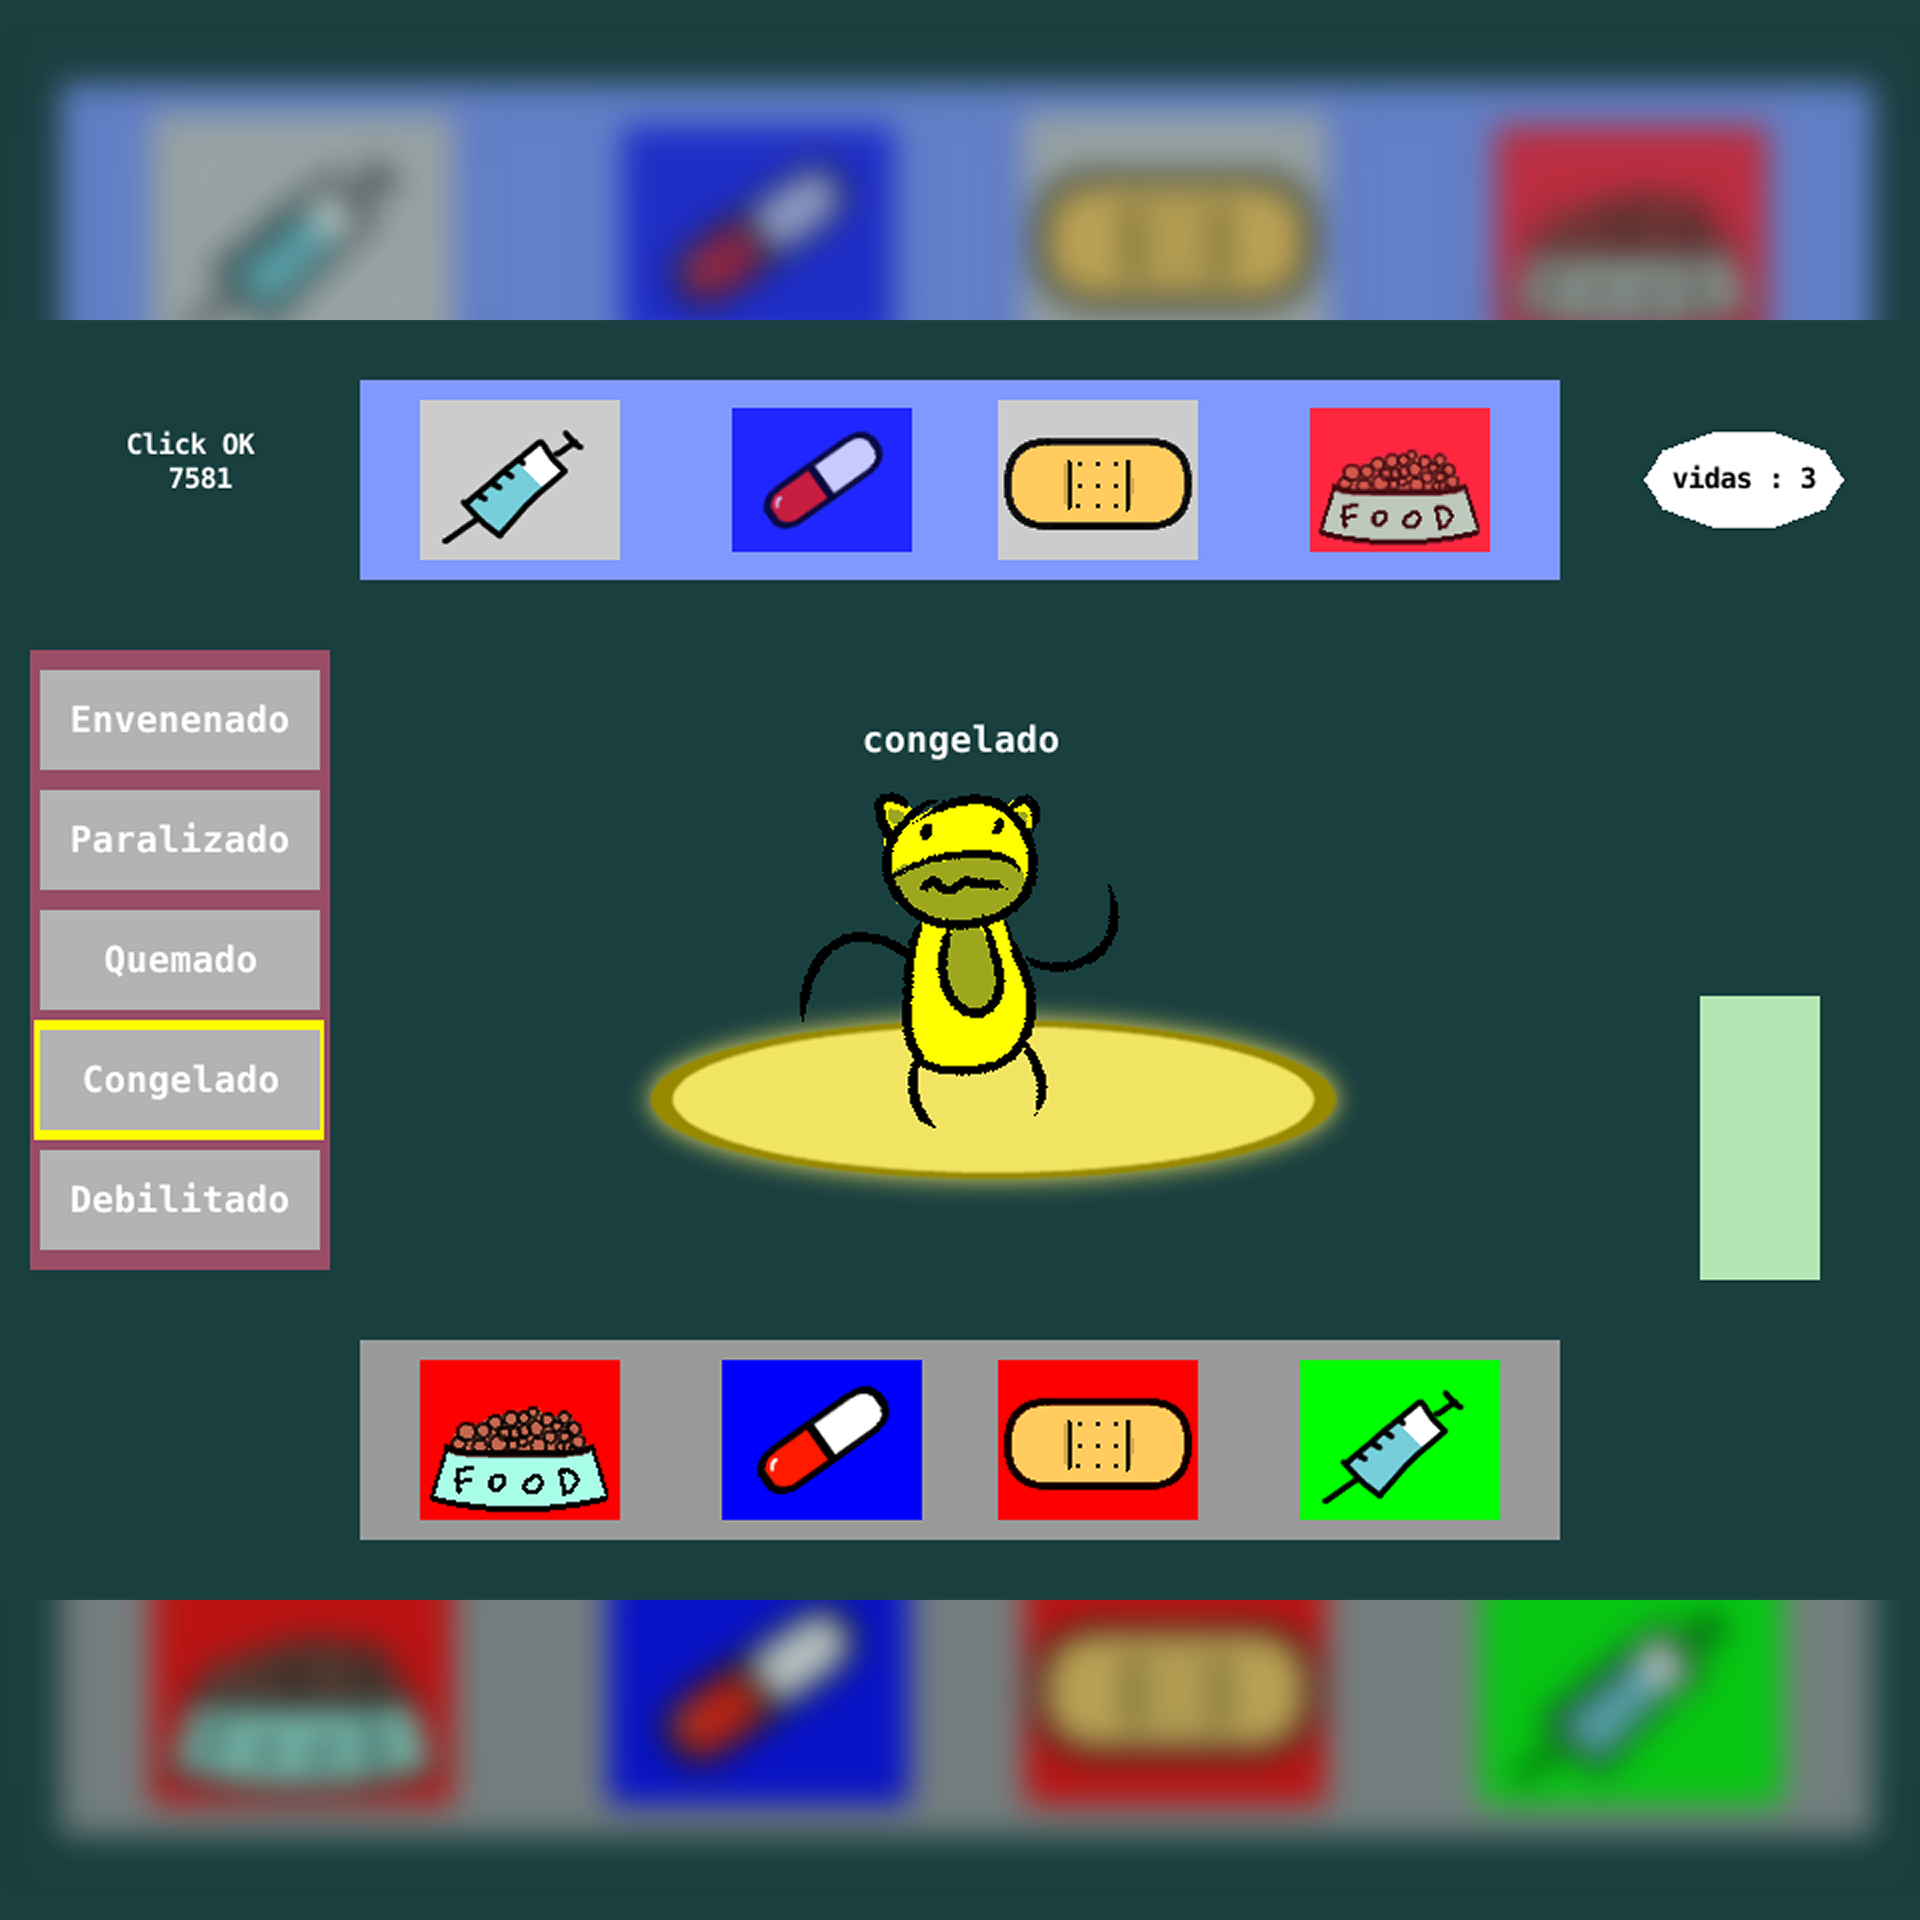 Click OK
7581
FOOD
vidas : 3
Envenenado
Paralizado
Quemado
Congelado
Debilitado
congelado
FOOD